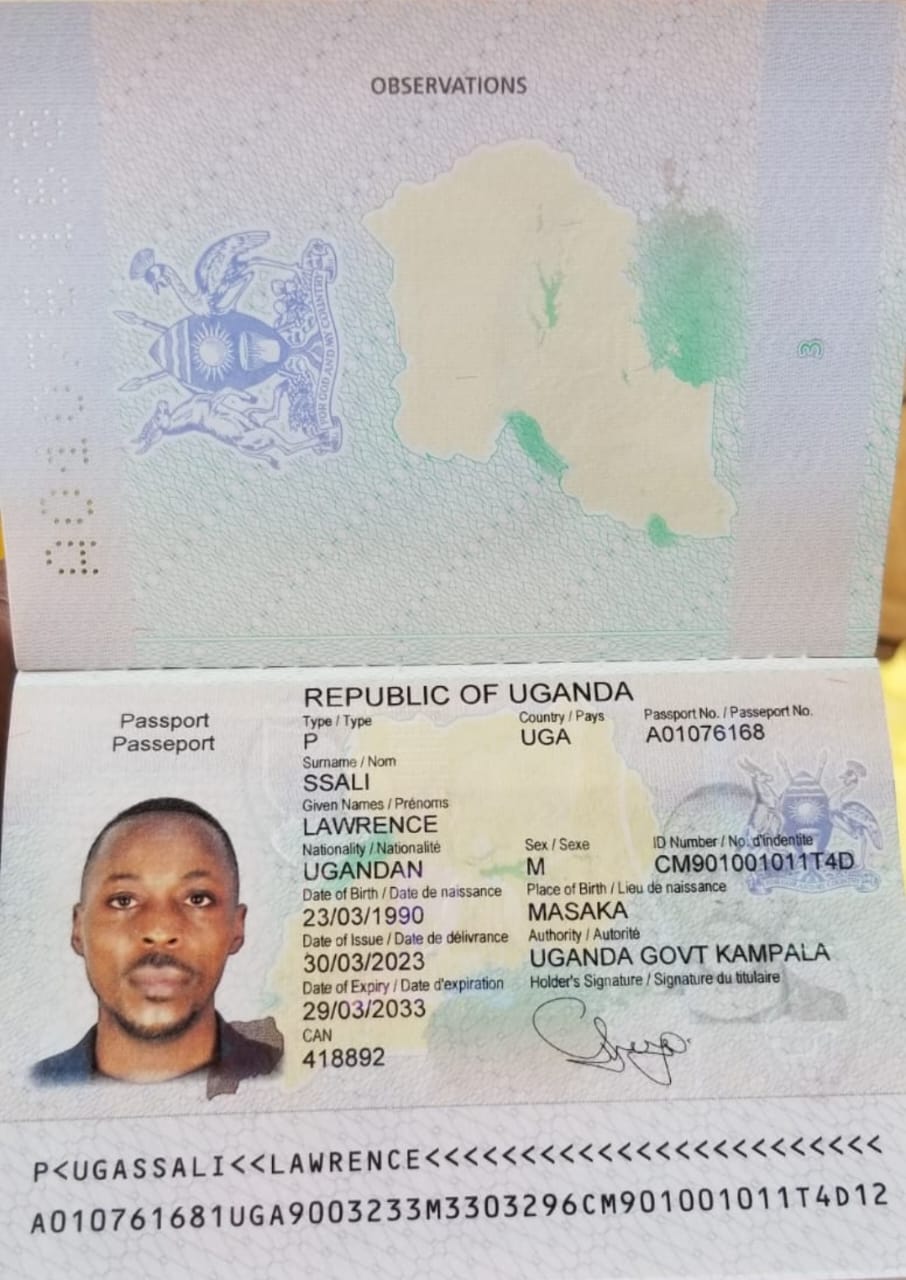 OBSERVATIONS
FOR GOD AND MY COUNTRY
3
REPUBLIC OF UGANDA
Passport
Passeport
Type / Type
P
Country / Pays
UGA
Passport No. / Passeport No.
A01076168
Surname / Nom
SSALI
Given Names / Prénoms
LAWRENCE
Nationality / Nationalité
UGANDAN
Sex / Sexe
M
ID Number / No. d'indentite
CM901001011T4D
Date of Birth / Date de naissance
23/03/1990
Place of Birth / Lieu de naissance
MASAKA
Date of Issue / Date de délivrance
30/03/2023
Authority / Autorité
UGANDA GOVT KAMPALA
Date of Expiry / Date d'expiration
29/03/2033
Holder's Signature / Signature du titulaire
CAN
418892
P<UGASSALI<<LAWRENCE<<<<<<<<<<<<<<<<<<<<<<<<
A010761681UGA9003233M3303296CM901001011T4D12